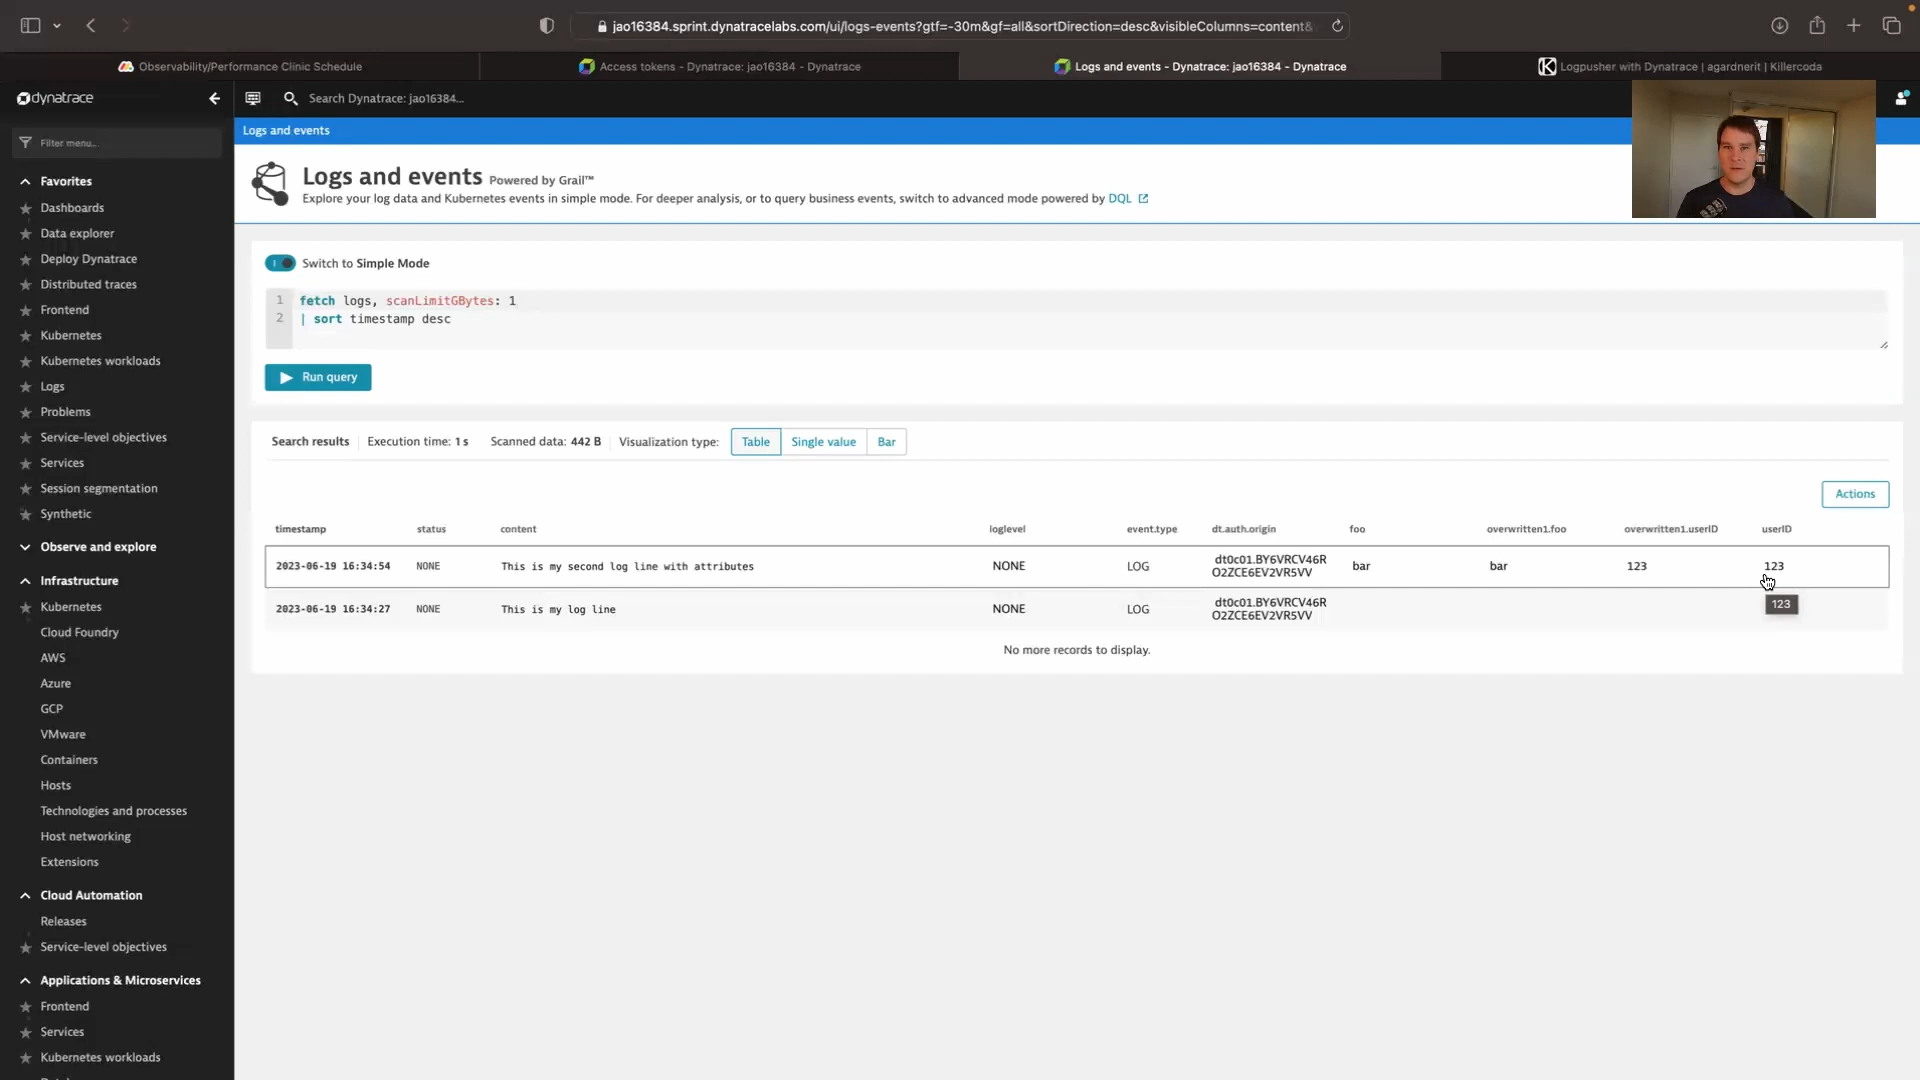 jao16384.sprint.dynatracelabs.com/ui/logs-events?gtf=-30m&gf=all&sortDirection=desc&visibleColumns=content&
Observability/Performance Clinic Schedule
Access tokens - Dynatrace: jao16384 - Dynatrace
Logs and events - Dynatrace: jao16384 - Dynatrace
Logpusher with Dynatrace | agardnerit | Killercoda
dynatrace
Search Dynatrace: jao16384...
Filter menu...
Favorites
Dashboards
Data explorer
Deploy Dynatrace
Distributed traces
Frontend
Kubernetes
Kubernetes workloads
Logs
Problems
Service-level objectives
Services
Session segmentation
Synthetic
Observe and explore
Infrastructure
Kubernetes
Cloud Foundry
AWS
Azure
GCP
VMware
Containers
Hosts
Technologies and processes
Host networking
Extensions
Cloud Automation
Releases
Service-level objectives
Applications & Microservices
Frontend
Services
Kubernetes workloads
Logs and events
Logs and events Powered by Grail™
Explore your log data and Kubernetes events in simple mode. For deeper analysis, or to query business events, switch to advanced mode powered by DQL
Switch to Simple Mode
1 fetch logs, scanLimitGBytes: 1
2 | sort timestamp desc
Run query
Search results Execution time: 1 s Scanned data: 442 B Visualization type: Table Single value Bar
Actions
timestamp status content loglevel event.type dt.auth.origin foo overwritten1.foo overwritten1.userID userID
2023-06-19 16:34:54 NONE This is my second log line with attributes NONE LOG dt0c01.BY6VRCV46R bar bar 123 123
O2ZCE6EV2VR5VV
123
2023-06-19 16:34:27 NONE This is my log line NONE LOG dt0c01.BY6VRCV46R
O2ZCE6EV2VR5VV
No more records to display.